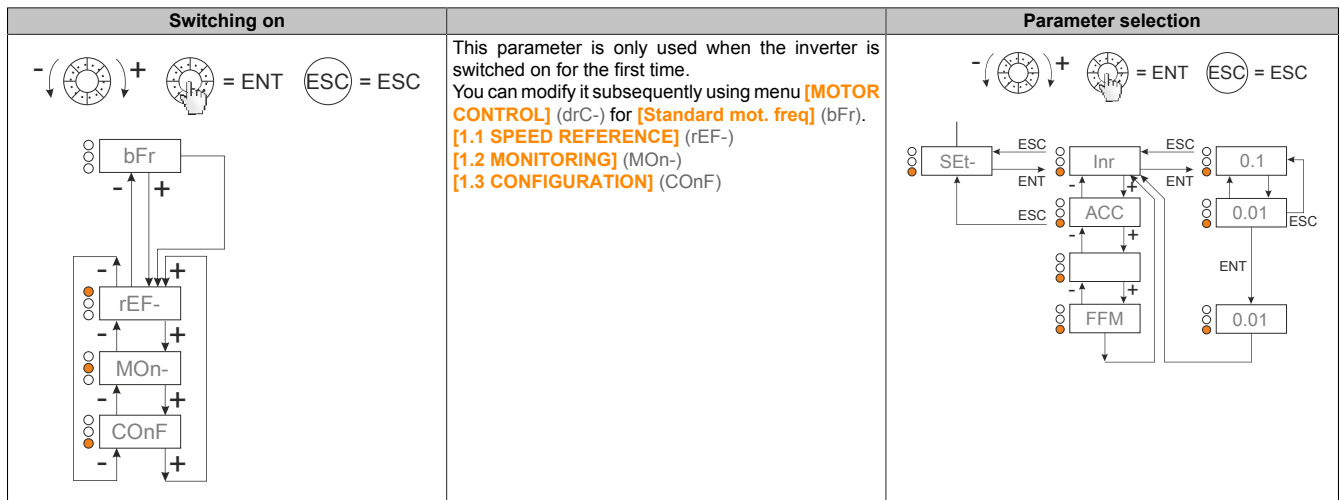 Switching on
Parameter selection
- + = ENT ESC = ESC
bFr
- +
- +
rEF-
- +
MOn-
- +
COnF
- +
This parameter is only used when the inverter is
switched on for the first time.
You can modify it subsequently using menu [MOTOR
CONTROL] (drC-) for [Standard mot. freq] (bFr).
[1.1 SPEED REFERENCE] (rEF-)
[1.2 MONITORING] (MOn-)
[1.3 CONFIGURATION] (COnF)
- + = ENT ESC = ESC
SEt- ESC Inr ESC 0.1
ENT ENT
- +
ESC ACC 0.01 ESC
- +
ENT
- +
FFM 0.01